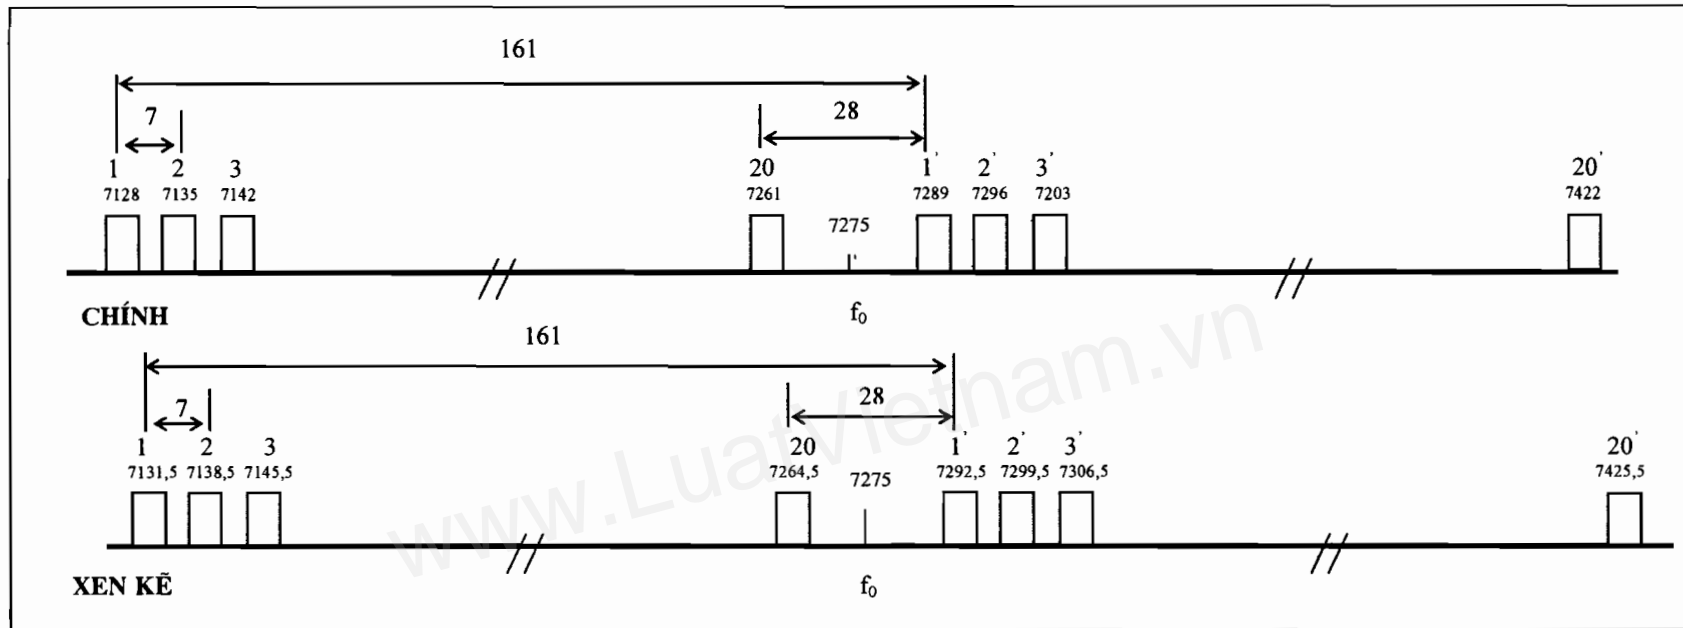 161
7
28
1 2 3 20 1' 2' 3' 20'
7128 7135 7142 7261 7289 7296 7203 7422
7275
f₀
CHÍNH
161
7
28
1 2 3 20 1' 2' 3' 20'
7131,5 7138,5 7145,5 7264,5 7292,5 7299,5 7306,5 7425,5
7275
f₀
XEN KẼ
www.LuatVietnam.vn